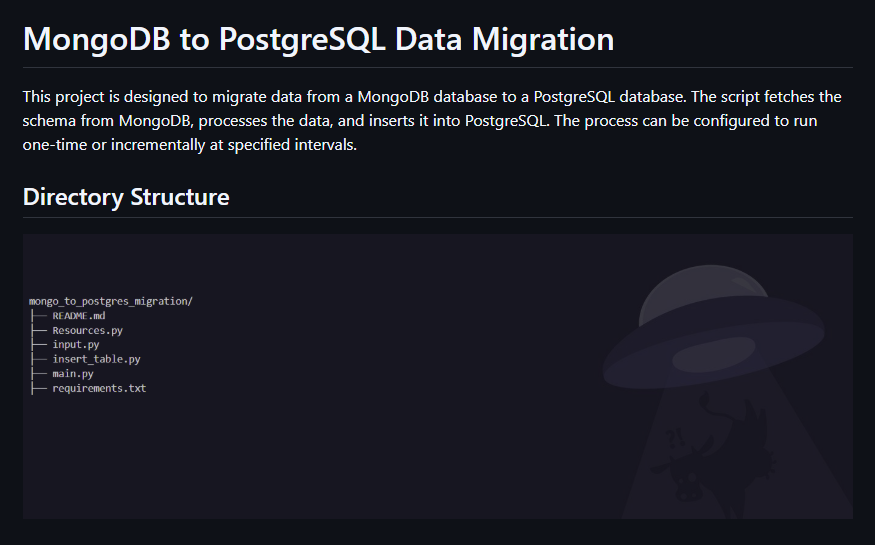 MongoDB to PostgreSQL Data Migration
This project is designed to migrate data from a MongoDB database to a PostgreSQL database. The script fetches the
schema from MongoDB, processes the data, and inserts it into PostgreSQL. The process can be configured to run
one-time or incrementally at specified intervals.
Directory Structure
mongo_to_postgres_migration/
├── README.md
├── Resources.py
├── input.py
├── insert_table.py
├── main.py
├── requirements.txt